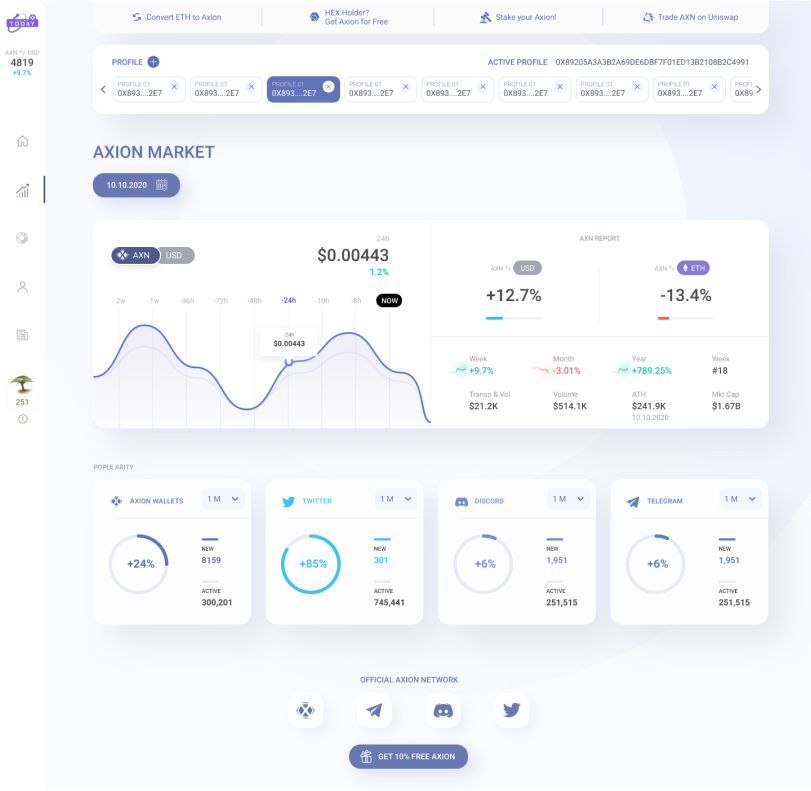 TODAY
AXN USD
4819
+9.7%
251
Convert ETH to Axion
HEX Holder?
Get Axion for Free
Stake your Axion!
Trade AXN on Uniswap
PROFILE
ACTIVE PROFILE 0X89205A3A3B2A69DE6DBF7F01ED13B2108B2C4991
PROFILE 01 PROFILE 01 PROFILE 01 PROFILE 01 PROFILE 01 PROFILE 01 PROFILE 01 PROFILE 01 PROFI
0X893....2E7 0X893....2E7 0X893....2E7 0X893....2E7 0X893....2E7 0X893....2E7 0X893....2E7 0X893....2E7 0X89
AXION MARKET
10.10.2020
AXN USD
24h
$0.00443
1.2%
-2w -1w -96h -72h -48h -24h -10h -8h NOW
-24h
$0.00443
AXN REPORT
AXN USD
+12.7%
AXN ETH
-13.4%
Week Month Year Week
+9.7% -3.01% +789.25% #18
Transp & Vol Volume ATH Mkt Cap
$21.2K $514.1K $241.9K $1.67B
10.10.2020
POPULARITY
AXION WALLETS 1 M
+24%
NEW
8159
ACTIVE
300,201
TWITTER 1 M
+85%
NEW
301
ACTIVE
745,441
DISCORD 1 M
+6%
NEW
1,951
ACTIVE
251,515
TELEGRAM 1 M
+6%
NEW
1,951
ACTIVE
251,515
OFFICIAL AXION NETWORK
GET 10% FREE AXION